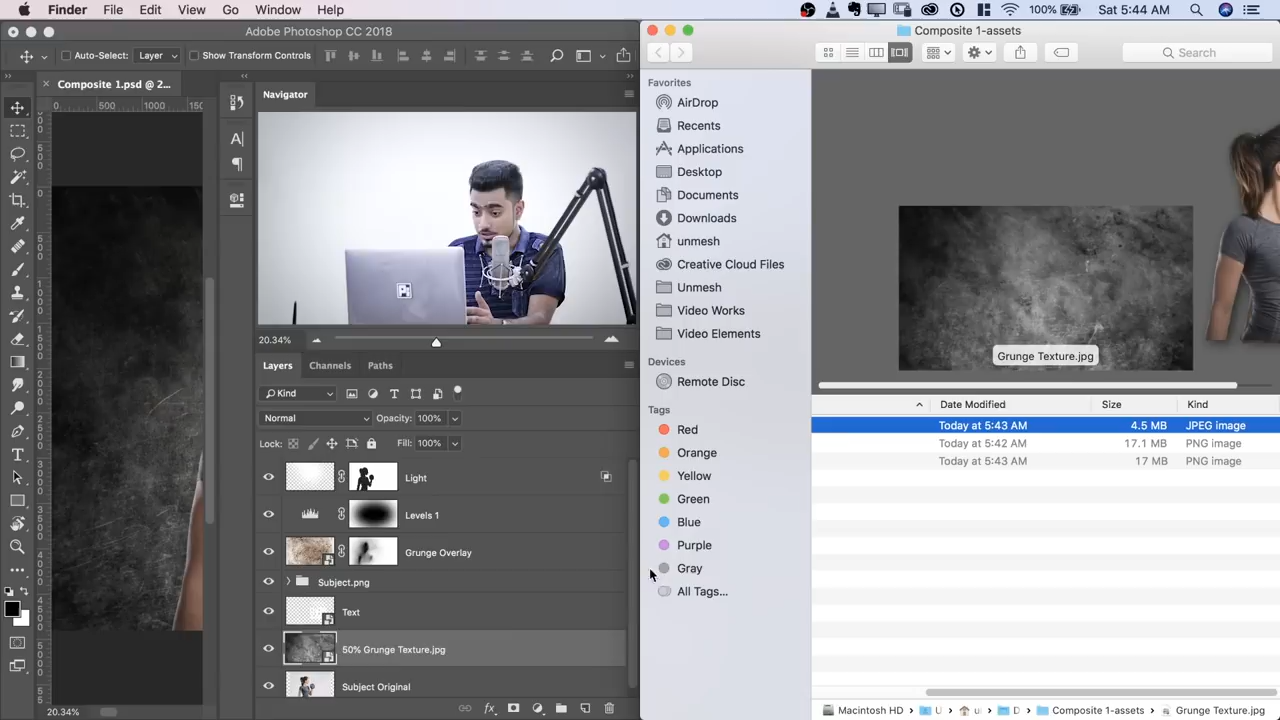 Finder File Edit View Go Window Help
100% Sat 5:44 AM
Adobe Photoshop CC 2018
Auto-Select: Layer Show Transform Controls
Composite 1.psd @ 2...
0 500 1000 150
Navigator
20.34%
Layers Channels Paths
Kind
Normal Opacity: 100%
Lock: Fill: 100%
Light
Levels 1
Grunge Overlay
Subject.png
Text
50% Grunge Texture.jpg
Subject Original
20.34%
fx
Composite 1-assets
Search
Favorites
AirDrop
Recents
Applications
Desktop
Documents
Downloads
unmesh
Creative Cloud Files
Unmesh
Video Works
Video Elements
Devices
Remote Disc
Tags
Red
Orange
Yellow
Green
Blue
Purple
Gray
All Tags...
Grunge Texture.jpg
Date Modified Size Kind
Today at 5:43 AM 4.5 MB JPEG image
Today at 5:42 AM 17.1 MB PNG image
Today at 5:43 AM 17 MB PNG image
Macintosh HD U u D Composite 1-assets Grunge Texture.jpg